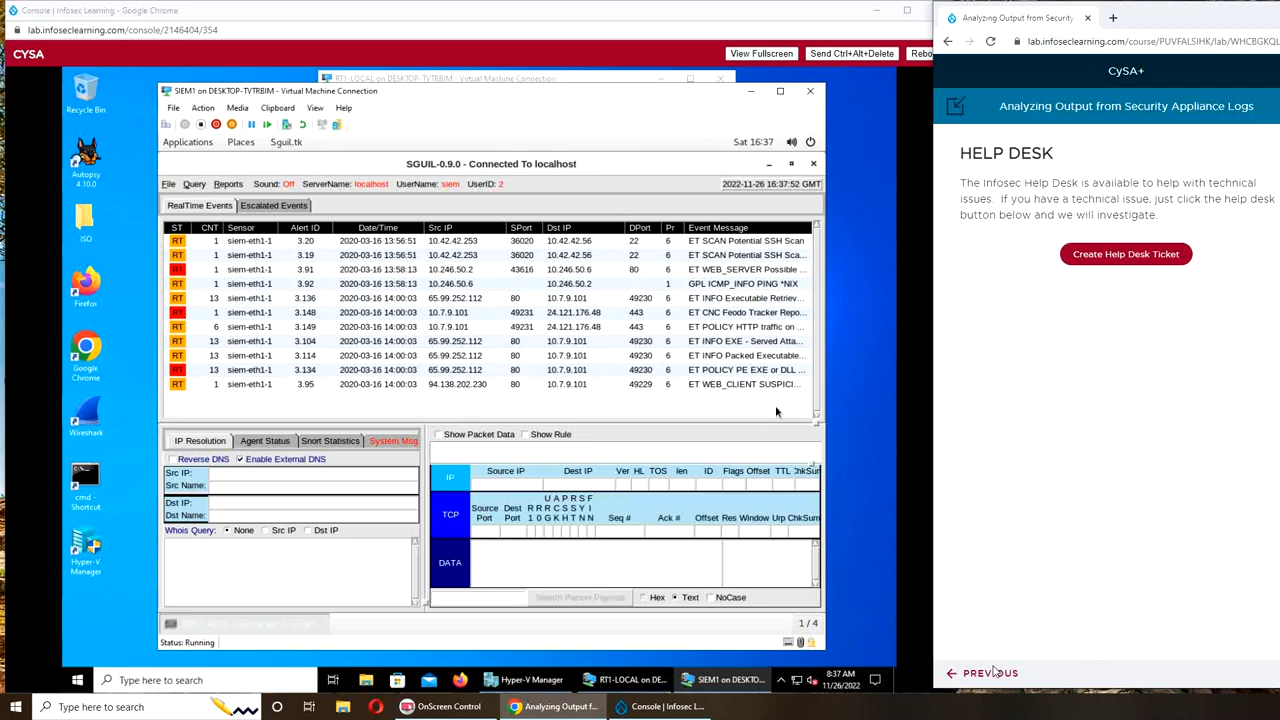 Console | Infosec Learning - Google Chrome
lab.infoseclearning.com/console/2146404/354
CYSA
View Fullscreen
Send Ctrl+Alt+Delete
Rebo
Recycle Bin
Autopsy
4.10.0
ISO
Firefox
Google
Chrome
Wireshark
cmd -
Shortcut
Hyper-V
Manager
RT1-LOCAL on DESKTOP-TVTRBIM - Virtual Machine Connection
SIEM1 on DESKTOP-TVTRBIM - Virtual Machine Connection
File Action Media Clipboard View Help
Applications Places Sguil.tk Sat 16:37
SGUIL-0.9.0 - Connected To localhost
File Query Reports Sound: Off ServerName: localhost UserName: siem UserID: 2 2022-11-26 16:37:52 GMT
RealTime Events Escalated Events
ST CNT Sensor Alert ID Date/Time Src IP SPort Dst IP DPort Pr Event Message
RT 1 siem-eth1-1 3.20 2020-03-16 13:56:51 10.42.42.253 36020 10.42.42.56 22 6 ET SCAN Potential SSH Scan
RT 1 siem-eth1-1 3.19 2020-03-16 13:56:51 10.42.42.253 36020 10.42.42.56 22 6 ET SCAN Potential SSH Sca...
RT 1 siem-eth1-1 3.91 2020-03-16 13:58:13 10.246.50.2 43616 10.246.50.6 80 6 ET WEB_SERVER Possible ...
RT 1 siem-eth1-1 3.92 2020-03-16 13:58:13 10.246.50.6 10.246.50.2 1 GPL ICMP_INFO PING *NIX
RT 13 siem-eth1-1 3.136 2020-03-16 14:00:03 65.99.252.112 80 10.7.9.101 49230 6 ET INFO Executable Retriev...
RT 1 siem-eth1-1 3.148 2020-03-16 14:00:03 10.7.9.101 49231 24.121.176.48 443 6 ET CNC Feodo Tracker Repo...
RT 6 siem-eth1-1 3.149 2020-03-16 14:00:03 10.7.9.101 49231 24.121.176.48 443 6 ET POLICY HTTP traffic on ...
RT 13 siem-eth1-1 3.104 2020-03-16 14:00:03 65.99.252.112 80 10.7.9.101 49230 6 ET INFO EXE - Served Atta...
RT 13 siem-eth1-1 3.114 2020-03-16 14:00:03 65.99.252.112 80 10.7.9.101 49230 6 ET INFO Packed Executable...
RT 13 siem-eth1-1 3.134 2020-03-16 14:00:03 65.99.252.112 80 10.7.9.101 49230 6 ET POLICY PE EXE or DLL ...
RT 1 siem-eth1-1 3.95 2020-03-16 14:00:03 94.138.202.230 80 10.7.9.101 49229 6 ET WEB_CLIENT SUSPICI...
IP Resolution Agent Status Snort Statistics System Msg
Reverse DNS Enable External DNS
Src IP:
Src Name:
Dst IP:
Dst Name:
Whois Query: None Src IP Dst IP
Show Packet Data Show Rule
IP Source IP Dest IP Ver HL TOS len ID Flags Offset TTL ChkSum
U A P R S F
R R R C S S Y I
TCP Source Port Dest Port 1 0 G K H T N N Seq # Ack # Offset Res Window Urp ChkSum
DATA
Search Packet Payload Hex Text NoCase
1 / 4
Status: Running
Type here to search
Hyper-V Manager
RT1-LOCAL on DE...
SIEM1 on DESKTO...
8:37 AM
11/26/2022
Analyzing Output from Security
lab.infoseclearning.com/course/PUVFALSIHK/lab/WHCBGKQL
CySA+
Analyzing Output from Security Appliance Logs
HELP DESK
The Infosec Help Desk is available to help with technical
issues. If you have a technical issue, just click the help desk
button below and we will investigate.
Create Help Desk Ticket
PREVIOUS
Type here to search
OnScreen Control
Analyzing Output f...
Console | Infosec L...